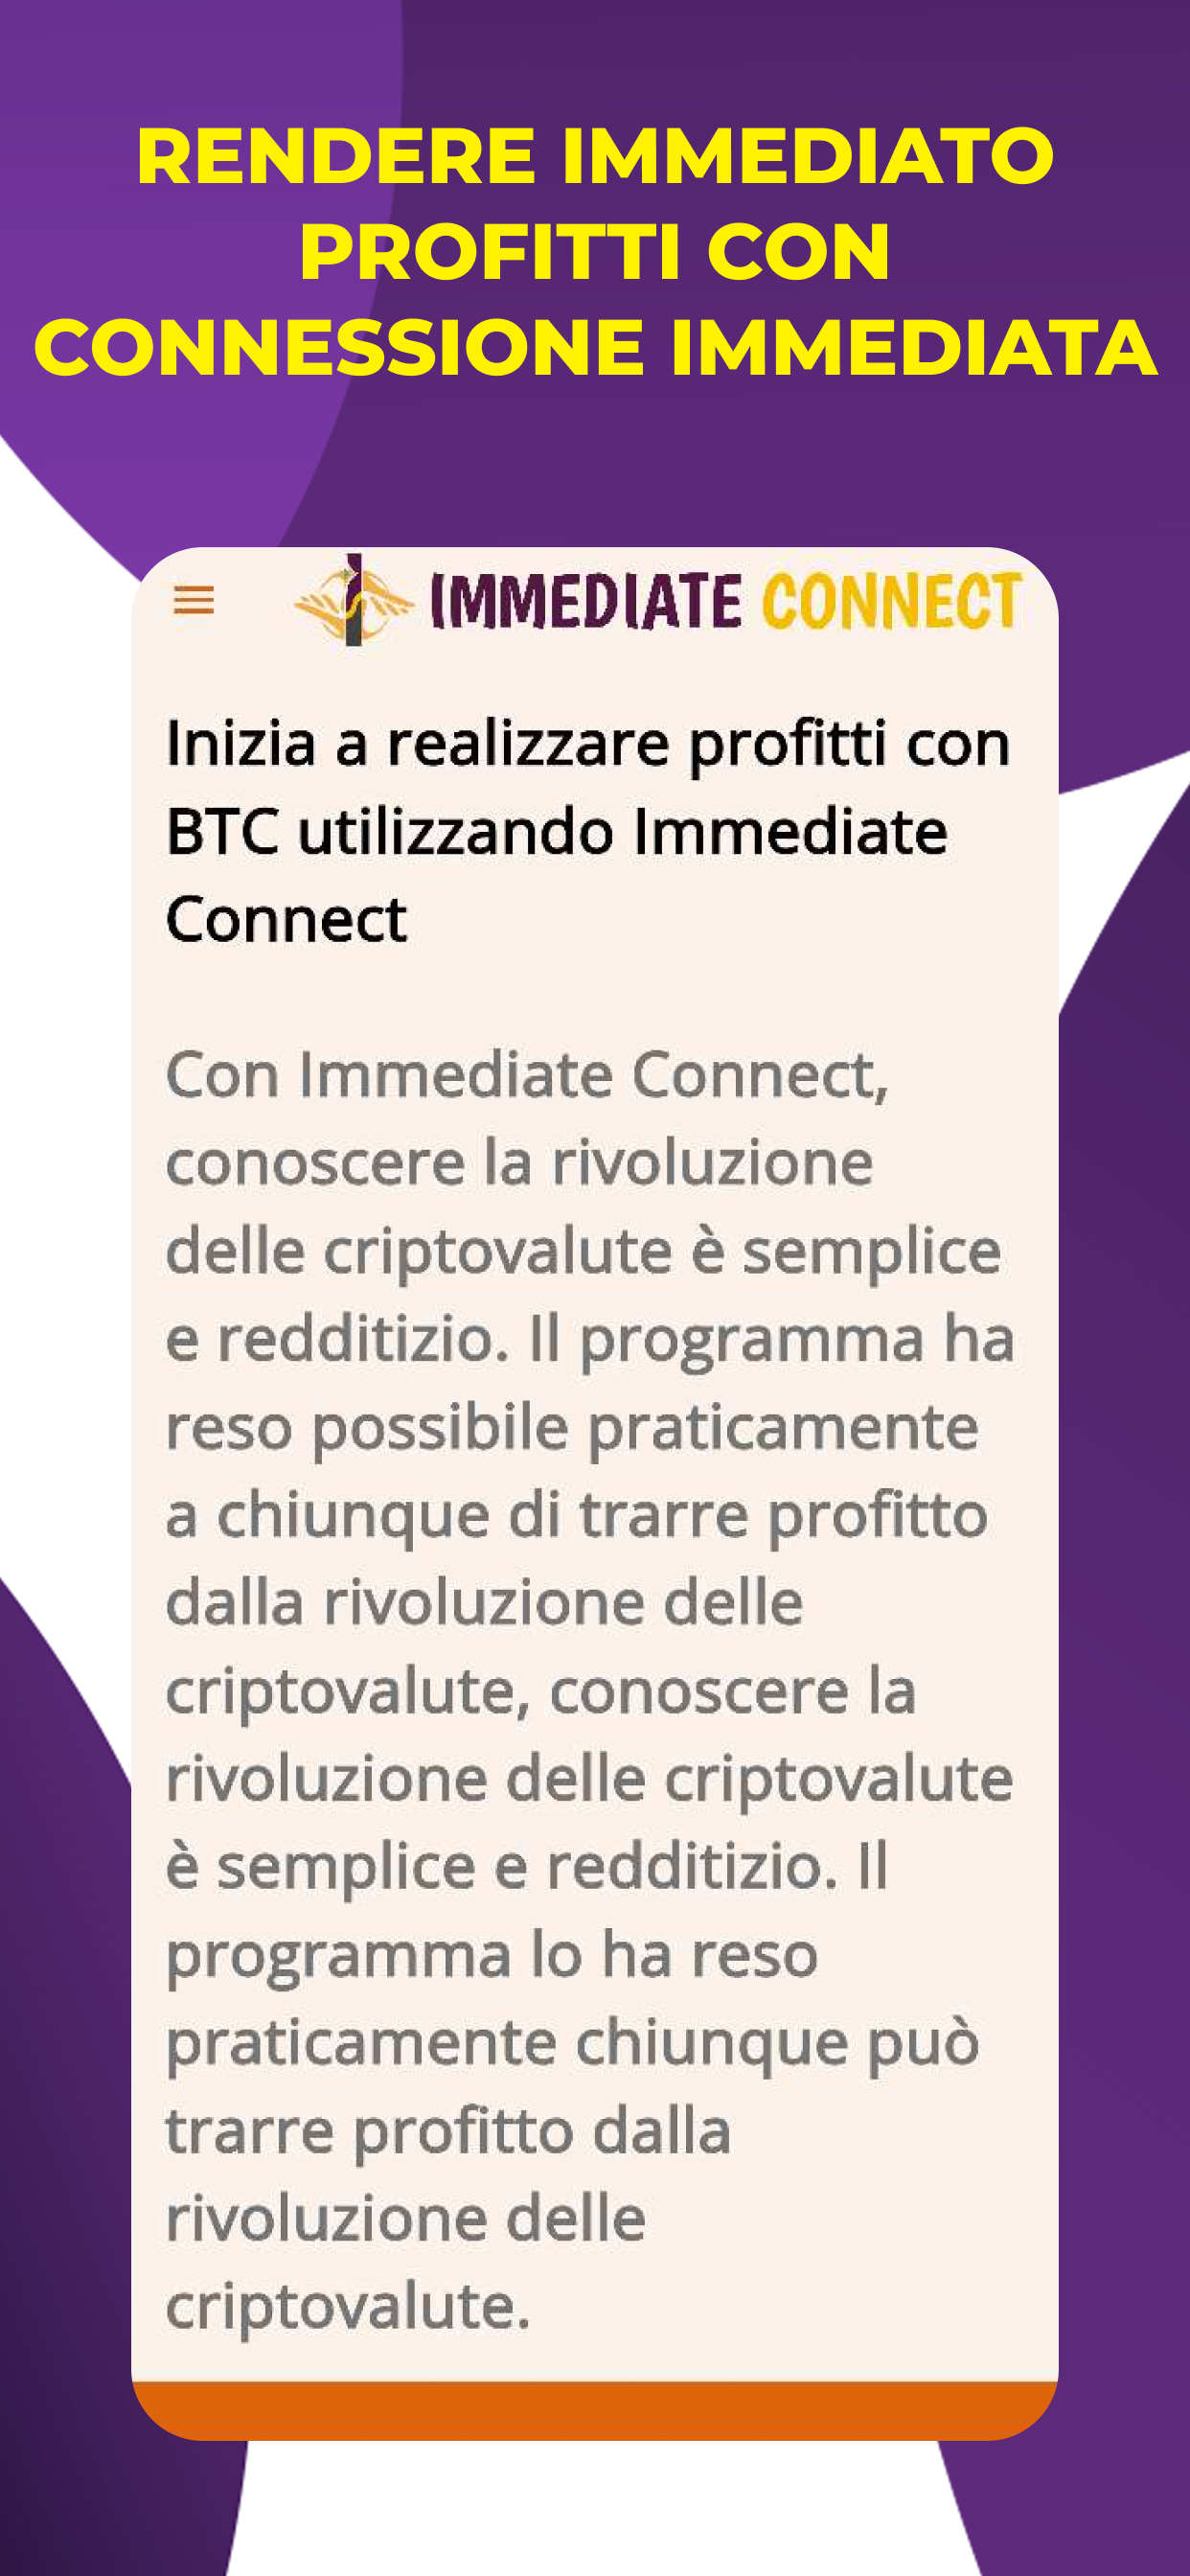 RENDERE IMMEDIATO
PROFITTI CON
CONNESSIONE IMMEDIATA
IMMEDIATE CONNECT
Inizia a realizzare profitti con
BTC utilizzando Immediate
Connect
Con Immediate Connect,
conoscere la rivoluzione
delle criptovalute è semplice
e redditizio. Il programma ha
reso possibile praticamente
a chiunque di trarre profitto
dalla rivoluzione delle
criptovalute, conoscere la
rivoluzione delle criptovalute
è semplice e redditizio. Il
programma lo ha reso
praticamente chiunque può
trarre profitto dalla
rivoluzione delle
criptovalute.